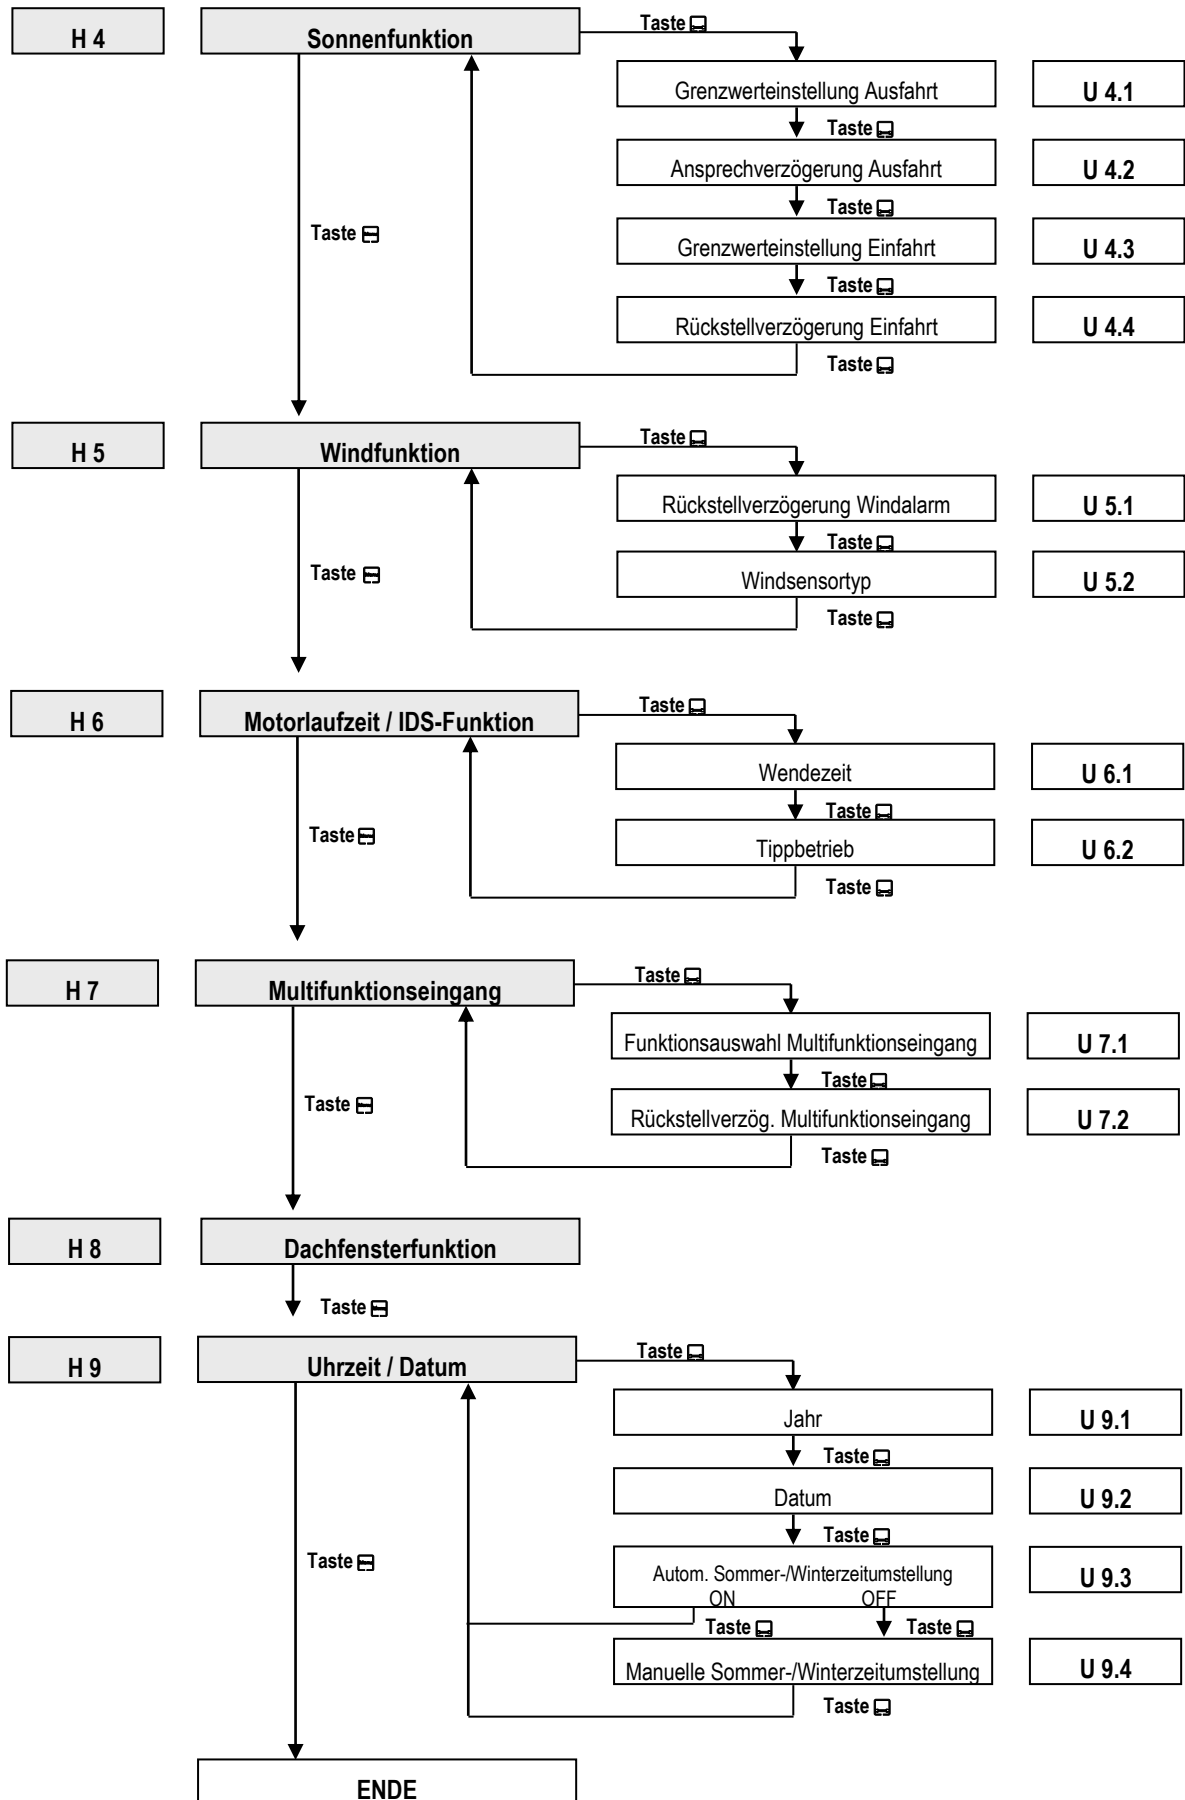 H 4
Sonnenfunktion
Taste
Grenzwerteinstellung Ausfahrt
U 4.1
Taste
Ansprechverzögerung Ausfahrt
U 4.2
Taste
Taste
Grenzwerteinstellung Einfahrt
U 4.3
Taste
Rückstellverzögerung Einfahrt
U 4.4
Taste
H 5
Windfunktion
Taste
Rückstellverzögerung Windalarm
U 5.1
Taste
Taste
Windsensortyp
U 5.2
Taste
H 6
Motorlaufzeit / IDS-Funktion
Taste
Wendezeit
U 6.1
Taste
Taste
Tippbetrieb
U 6.2
Taste
H 7
Multifunktionseingang
Taste
Funktionsauswahl Multifunktionseingang
U 7.1
Taste
Taste
Rückstellverzög. Multifunktionseingang
U 7.2
Taste
H 8
Dachfensterfunktion
Taste
H 9
Uhrzeit / Datum
Taste
Jahr
U 9.1
Taste
Datum
U 9.2
Taste
Taste
Autom. Sommer-/Winterzeitumstellung
ON OFF
U 9.3
Taste
Taste
Manuelle Sommer-/Winterzeitumstellung
U 9.4
Taste
ENDE